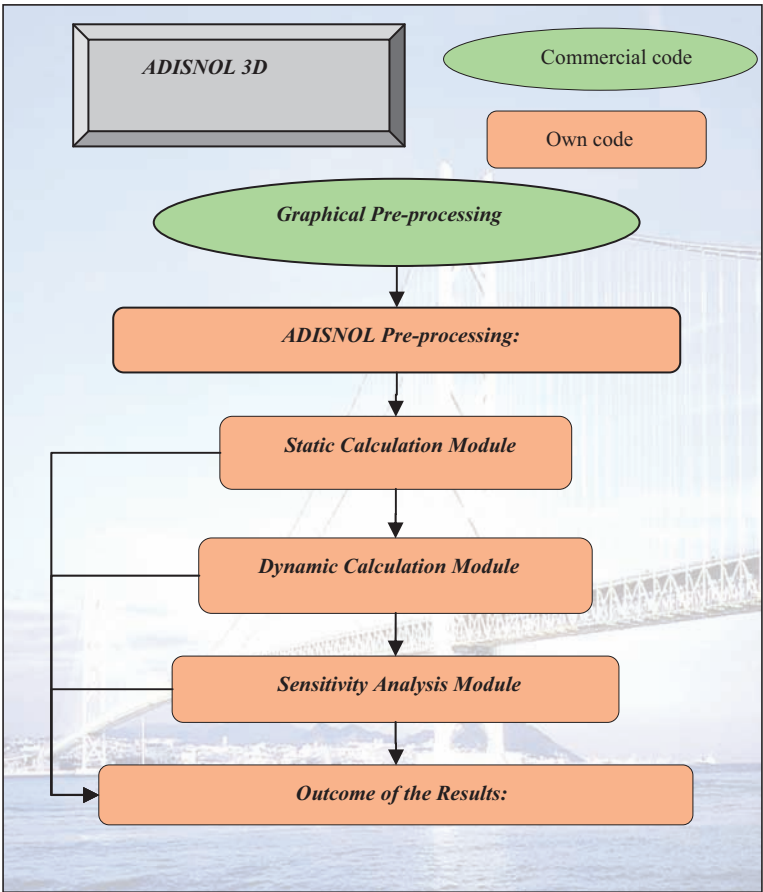 ADISNOL 3D
Commercial code
Own code
Graphical Pre-processing
ADISNOL Pre-processing:
Static Calculation Module
Dynamic Calculation Module
Sensitivity Analysis Module
Outcome of the Results: